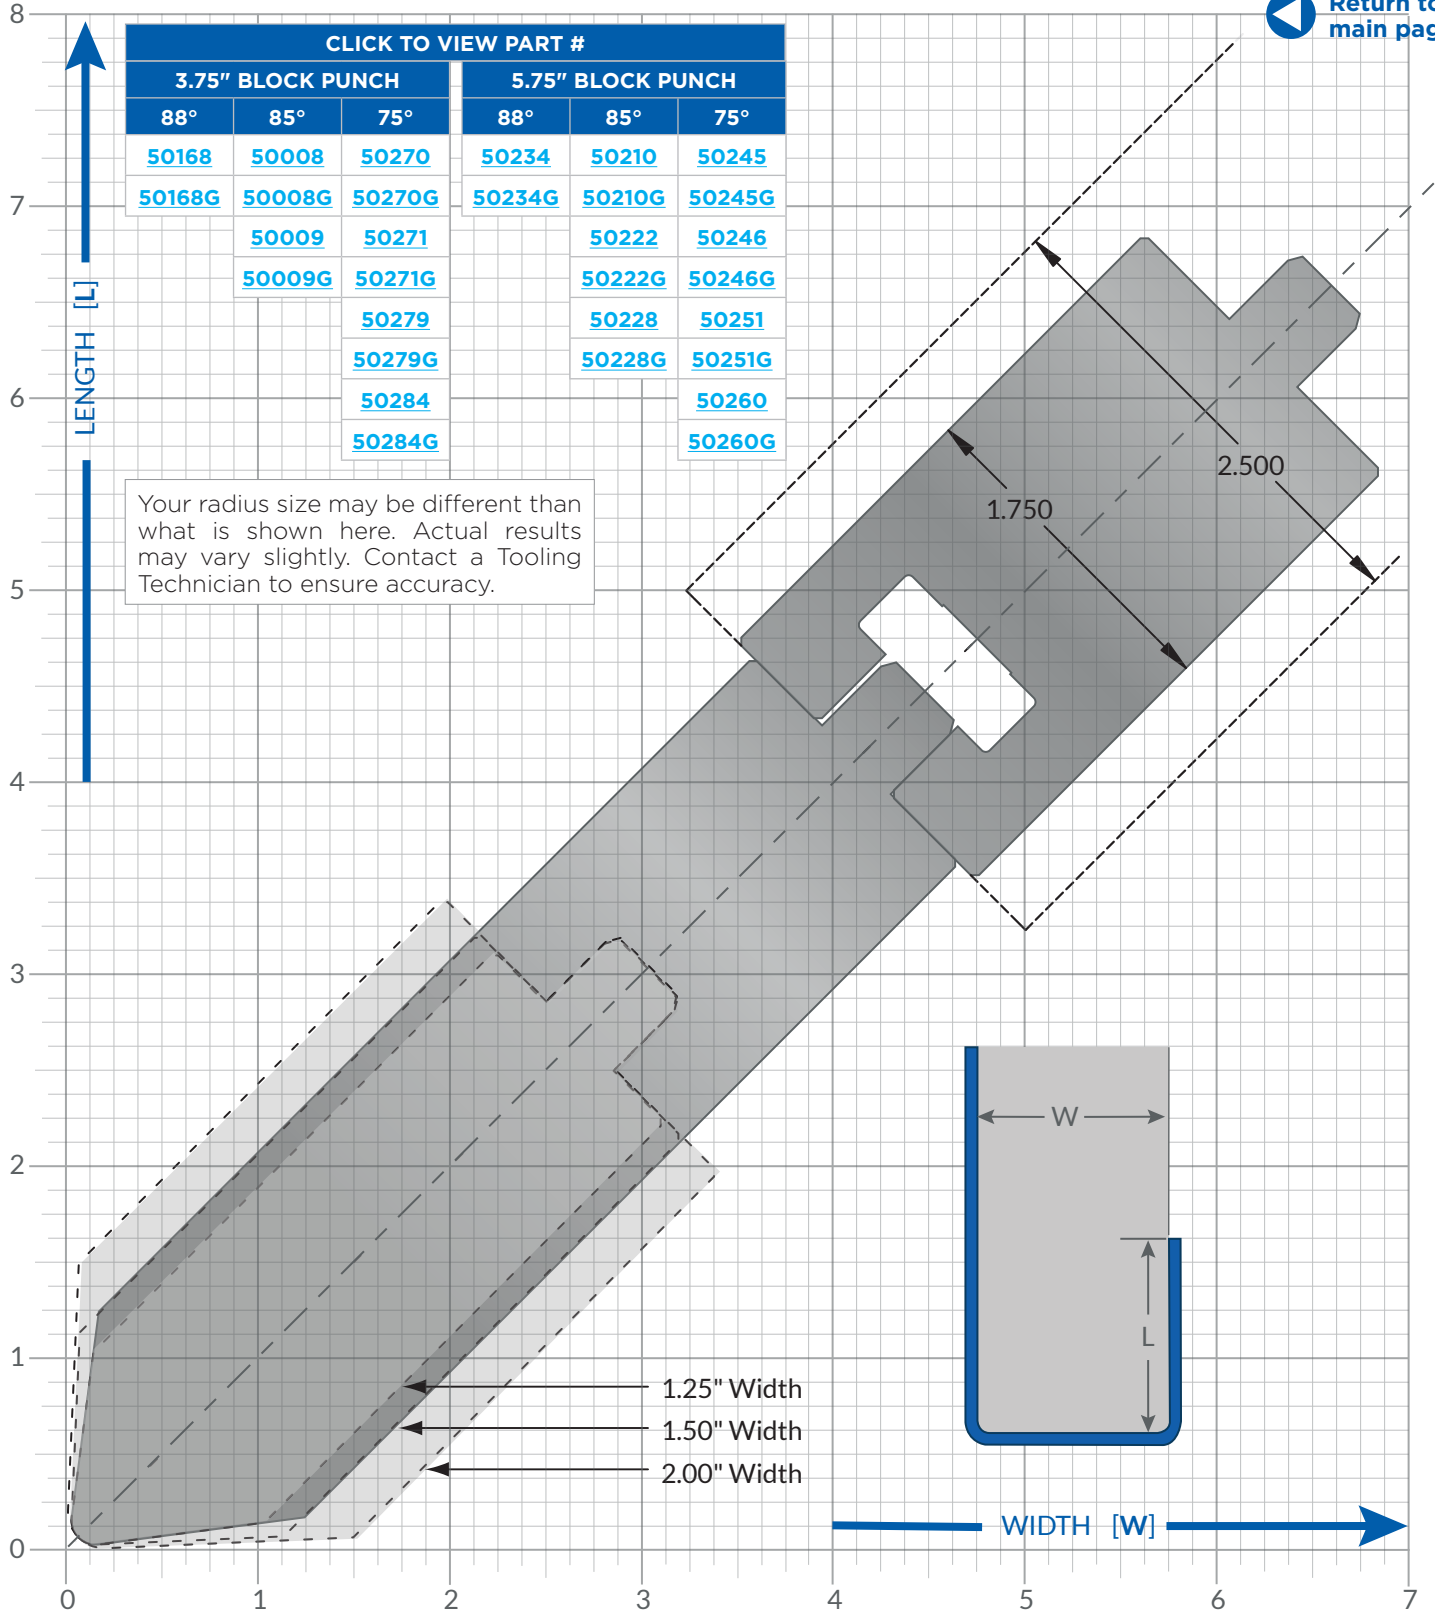 Return to
main pag
CLICK TO VIEW PART #
3.75" BLOCK PUNCH 5.75" BLOCK PUNCH
88° 85° 75° 88° 85° 75°
50168 50008 50270 50234 50210 50245
50168G 50008G 50270G 50234G 50210G 50245G
50009 50271 50222 50246
50009G 50271G 50222G 50246G
50279 50228 50251
50279G 50228G 50251G
50284 50260
50284G 50260G
Your radius size may be different than
what is shown here. Actual results
may vary slightly. Contact a Tooling
Technician to ensure accuracy.
LENGTH [L]
8
7
6
5
4
3
2
1
0
2.500
1.750
W
L
1.25" Width
1.50" Width
2.00" Width
WIDTH [W]
0 1 2 3 4 5 6 7